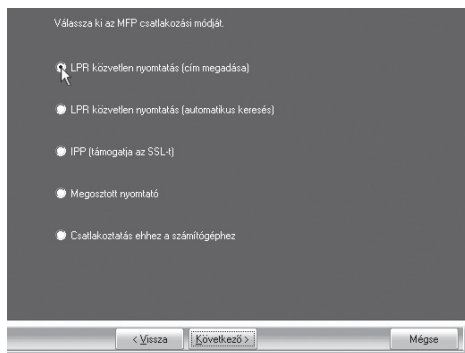 Válassza ki az MFP csatlakozási módját.
LPR közvetlen nyomtatás (cím megadása)
LPR közvetlen nyomtatás (automatikus keresés)
IPP (támogatja az SSL-t)
Megosztott nyomtató
Csatlakoztatás ehhez a számítógéphez
< Vissza Következő > Mégse